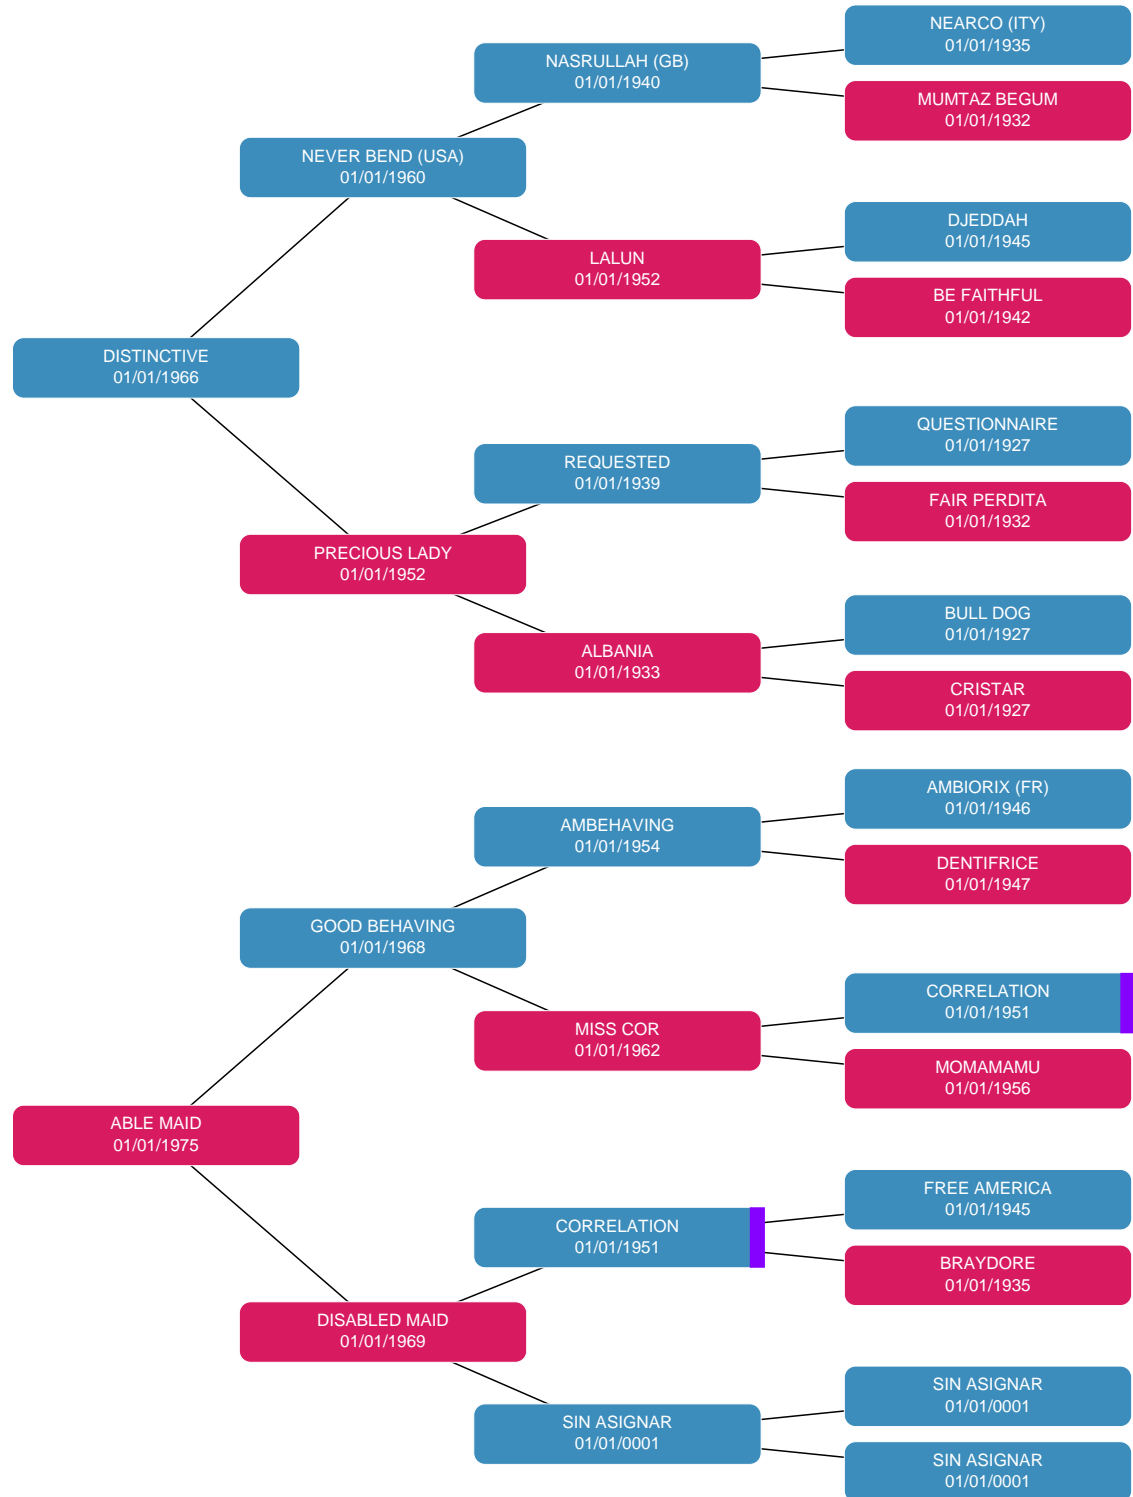 NEARCO (ITY)
01/01/1935
NASRULLAH (GB)
01/01/1940
MUMTAZ BEGUM
01/01/1932
NEVER BEND (USA)
01/01/1960
DJEDDAH
01/01/1945
LALUN
01/01/1952
BE FAITHFUL
01/01/1942
DISTINCTIVE
01/01/1966
QUESTIONNAIRE
01/01/1927
REQUESTED
01/01/1939
FAIR PERDITA
01/01/1932
PRECIOUS LADY
01/01/1952
BULL DOG
01/01/1927
ALBANIA
01/01/1933
CRISTAR
01/01/1927
AMBIORIX (FR)
01/01/1946
AMBEHAVING
01/01/1954
DENTIFRICE
01/01/1947
GOOD BEHAVING
01/01/1968
CORRELATION
01/01/1951
MISS COR
01/01/1962
MOMAMAMU
01/01/1956
ABLE MAID
01/01/1975
FREE AMERICA
01/01/1945
CORRELATION
01/01/1951
BRAYDORE
01/01/1935
DISABLED MAID
01/01/1969
SIN ASIGNAR
01/01/0001
SIN ASIGNAR
01/01/0001
SIN ASIGNAR
01/01/0001